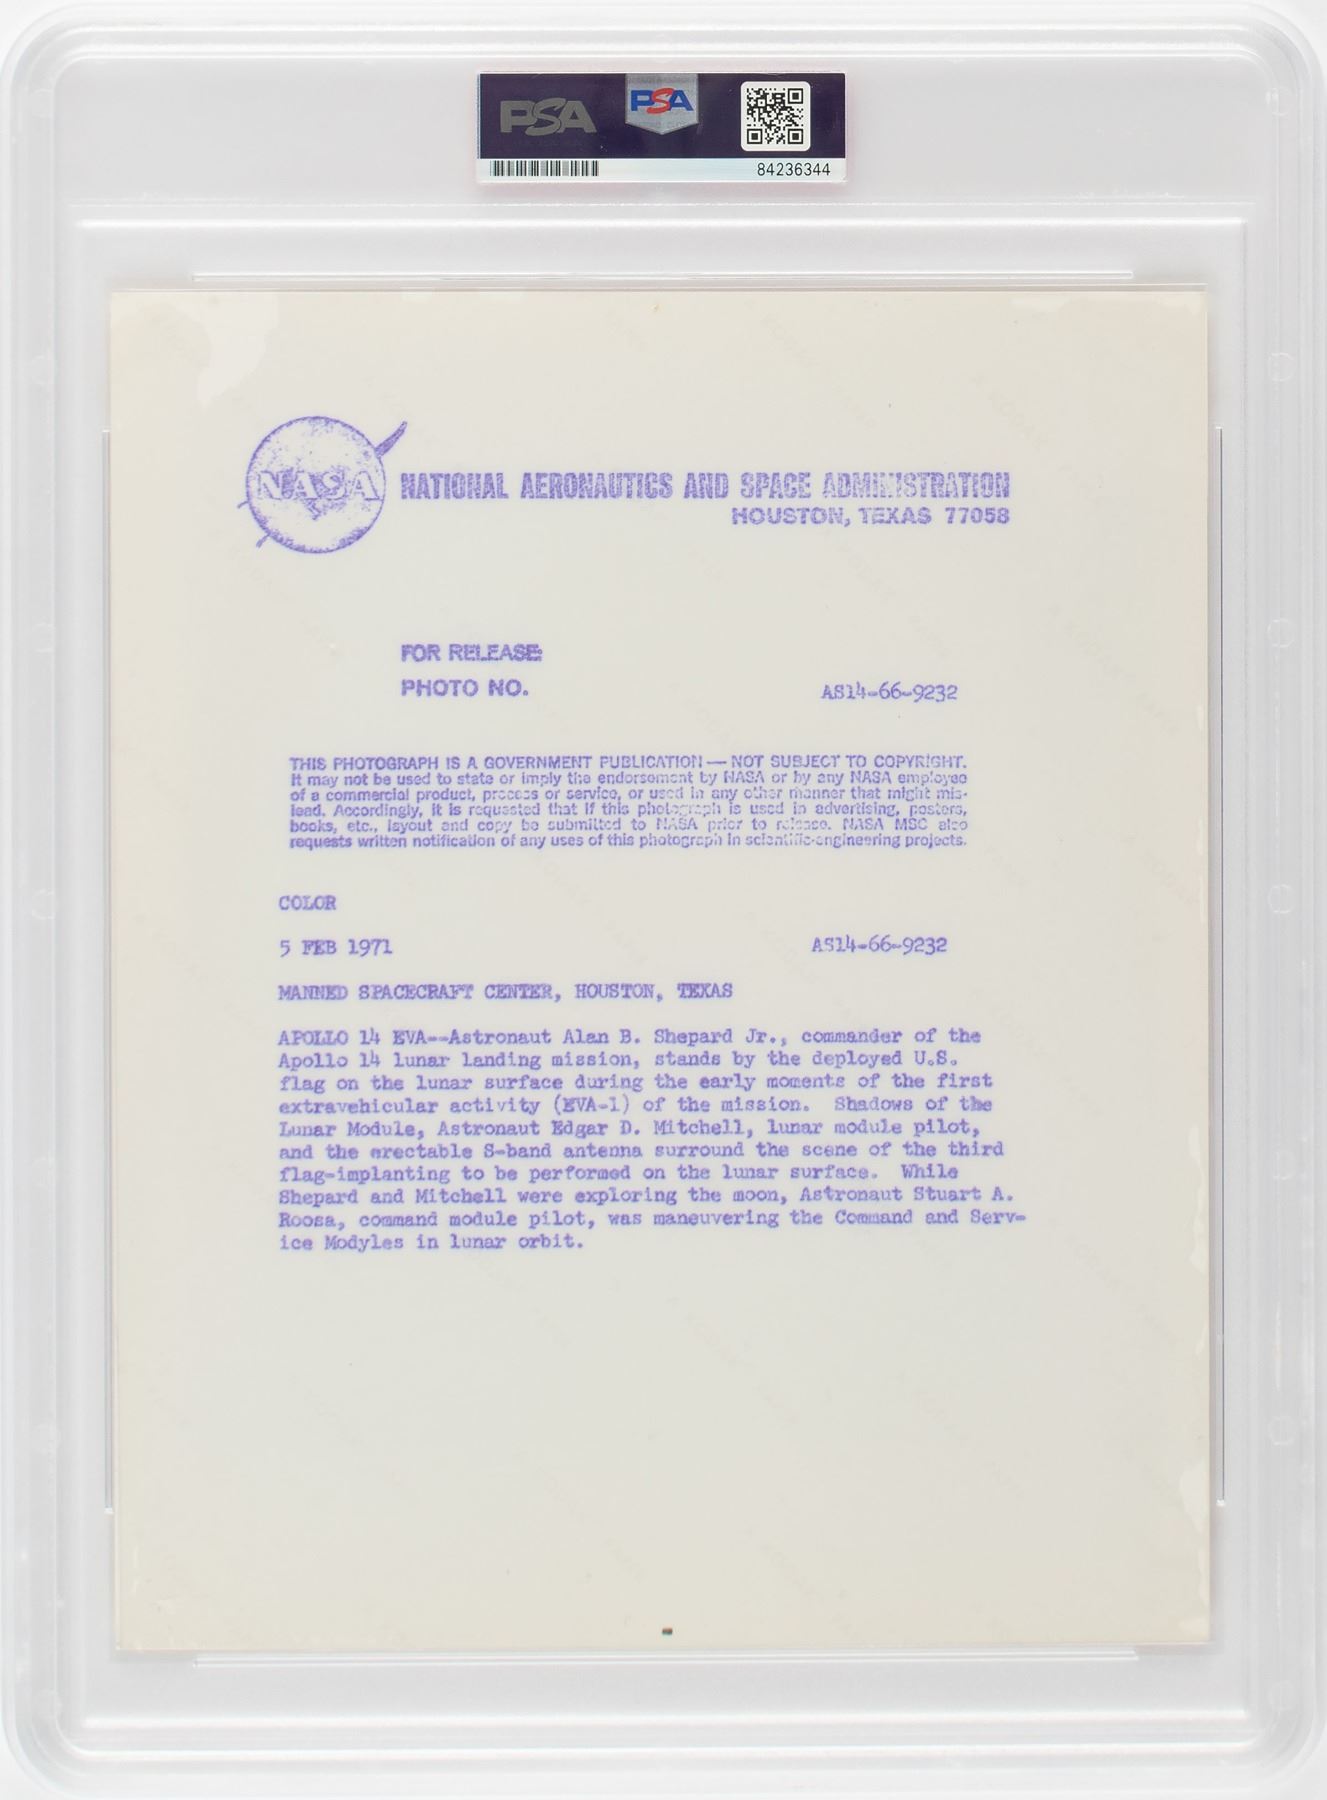 PSA
PSA
84236344
NASA
NATIONAL AERONAUTICS AND SPACE ADMINISTRATION
HOUSTON, TEXAS 77058
FOR RELEASE:
PHOTO NO. AS14-66-9232
THIS PHOTOGRAPH IS A GOVERNMENT PUBLICATION — NOT SUBJECT TO COPYRIGHT.
It may not be used to state or imply the endorsement by NASA or by any NASA employee
of a commercial product, process or service, or used in any other manner that might mis-
lead. Accordingly, it is requested that if this photograph is used in advertising, posters,
books, etc., layout and copy be submitted to NASA prior to release. NASA MSC also
requests written notification of any uses of this photograph in scientific-engineering projects.
COLOR
5 FEB 1971 AS14-66-9232
MANNED SPACECRAFT CENTER, HOUSTON, TEXAS
APOLLO 14 EVA--Astronaut Alan B. Shepard Jr., commander of the
Apollo 14 lunar landing mission, stands by the deployed U.S.
flag on the lunar surface during the early moments of the first
extravehicular activity (EVA-1) of the mission. Shadows of the
Lunar Module, Astronaut Edgar D. Mitchell, lunar module pilot,
and the erectable S-band antenna surround the scene of the third
flag-implanting to be performed on the lunar surface. While
Shepard and Mitchell were exploring the moon, Astronaut Stuart A.
Roosa, command module pilot, was maneuvering the Command and Serv-
ice Modyles in lunar orbit.